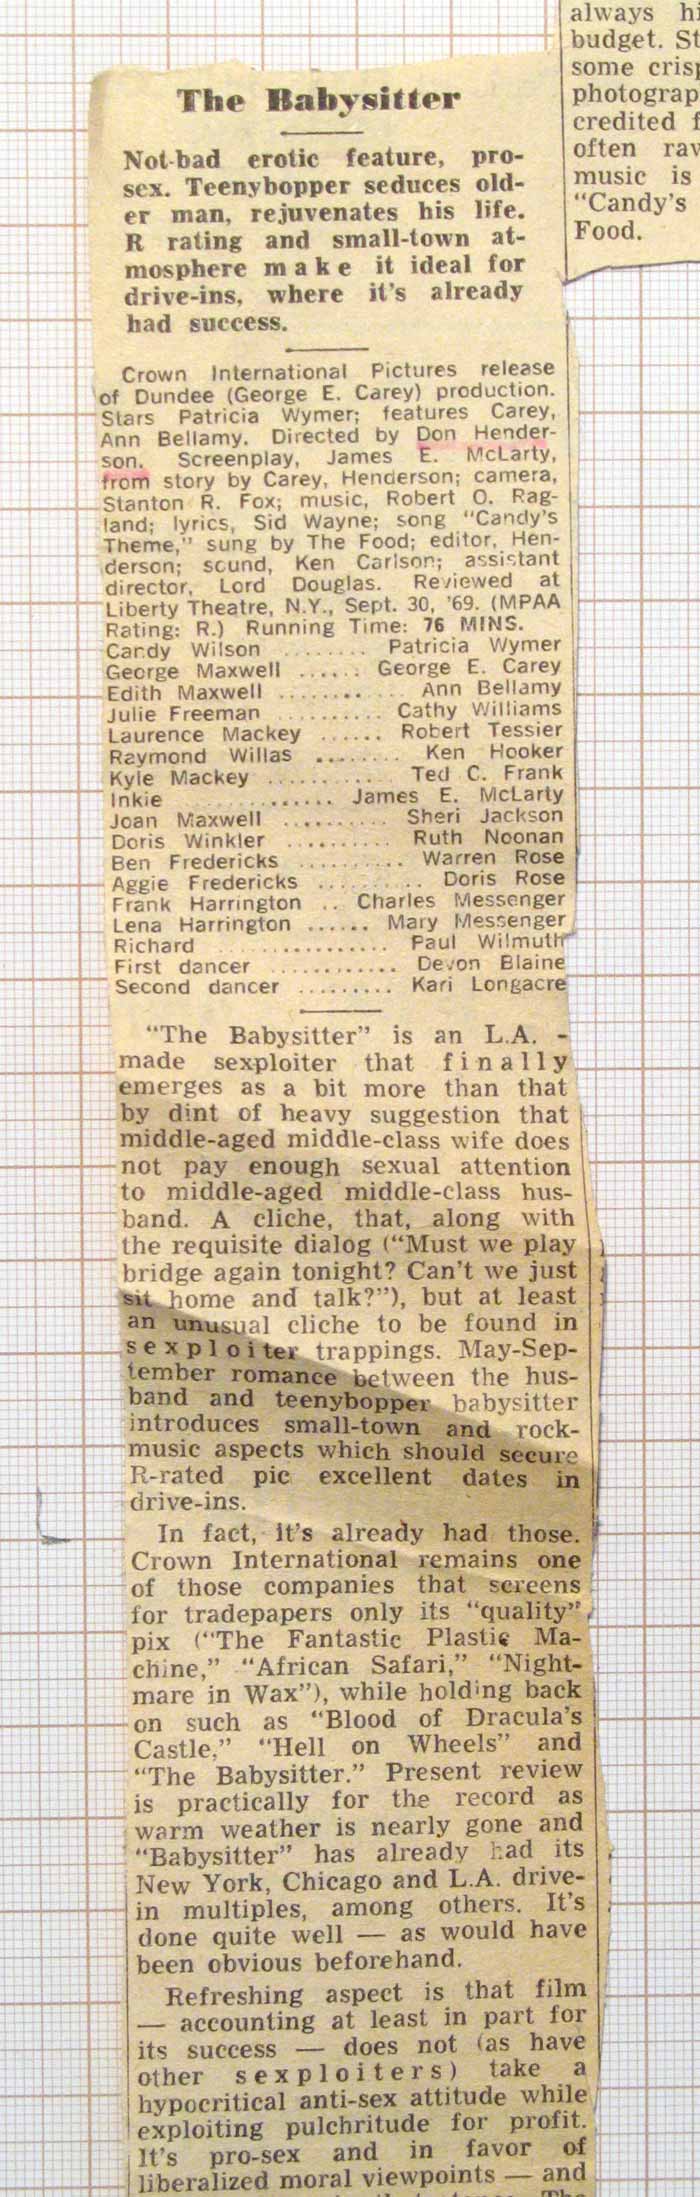 always hi
budget. St
some crisp
photograp
credited f
often rav
music is
"Candy's
Food.
The Babysitter
Not-bad erotic feature, pro-
sex. Teenybopper seduces old-
er man, rejuvenates his life.
R rating and small-town at-
mosphere make it ideal for
drive-ins, where it's already
had success.
Crown International Pictures release
of Dundee (George E. Carey) production.
Stars Patricia Wymer; features Carey,
Ann Bellamy. Directed by Don Hender-
son. Screenplay, James E. McLarty,
from story by Carey, Henderson; camera,
Stanton R. Fox; music, Robert O. Rag-
land; lyrics, Sid Wayne; song "Candy's
Theme," sung by The Food; editor, Hen-
derson; sound, Ken Carlson; assistant
director, Lord Douglas. Reviewed at
Liberty Theatre, N.Y., Sept. 30, '69. (MPAA
Rating: R.) Running Time: 76 MINS.
Candy Wilson ........ Patricia Wymer
George Maxwell ...... George E. Carey
Edith Maxwell .......... Ann Bellamy
Julie Freeman .......... Cathy Williams
Laurence Mackey ...... Robert Tessier
Raymond Willas ........ Ken Hooker
Kyle Mackey ............ Ted C. Frank
Inkie .............. James E. McLarty
Joan Maxwell .......... Sheri Jackson
Doris Winkler .......... Ruth Noonan
Ben Fredericks .......... Warren Rose
Aggie Fredericks .......... Doris Rose
Frank Harrington .. Charles Messenger
Lena Harrington ...... Mary Messenger
Richard ................ Paul Wilmuth
First dancer ............ Devon Blaine
Second dancer ......... Kari Longacre
"The Babysitter" is an L.A. -
made sexploiter that finally
emerges as a bit more than that
by dint of heavy suggestion that
middle-aged middle-class wife does
not pay enough sexual attention
to middle-aged middle-class hus-
band. A cliche, that, along with
the requisite dialog ("Must we play
bridge again tonight? Can't we just
sit home and talk?"), but at least
an unusual cliche to be found in
sexploiter trappings. May-Sep-
tember romance between the hus-
band and teenybopper babysitter
introduces small-town and rock-
music aspects which should secure
R-rated pic excellent dates in
drive-ins.
In fact, it's already had those.
Crown International remains one
of those companies that screens
for tradepapers only its "quality"
pix ("The Fantastic Plastic Ma-
chine," "African Safari," "Night-
mare in Wax"), while holding back
on such as "Blood of Dracula's
Castle," "Hell on Wheels" and
"The Babysitter." Present review
is practically for the record as
warm weather is nearly gone and
"Babysitter" has already had its
New York, Chicago and L.A. drive-
in multiples, among others. It's
done quite well — as would have
been obvious beforehand.
Refreshing aspect is that film
— accounting at least in part for
its success — does not (as have
other sexploiters) take a
hypocritical anti-sex attitude while
exploiting pulchritude for profit.
It's pro-sex and in favor of
liberalized moral viewpoints — and